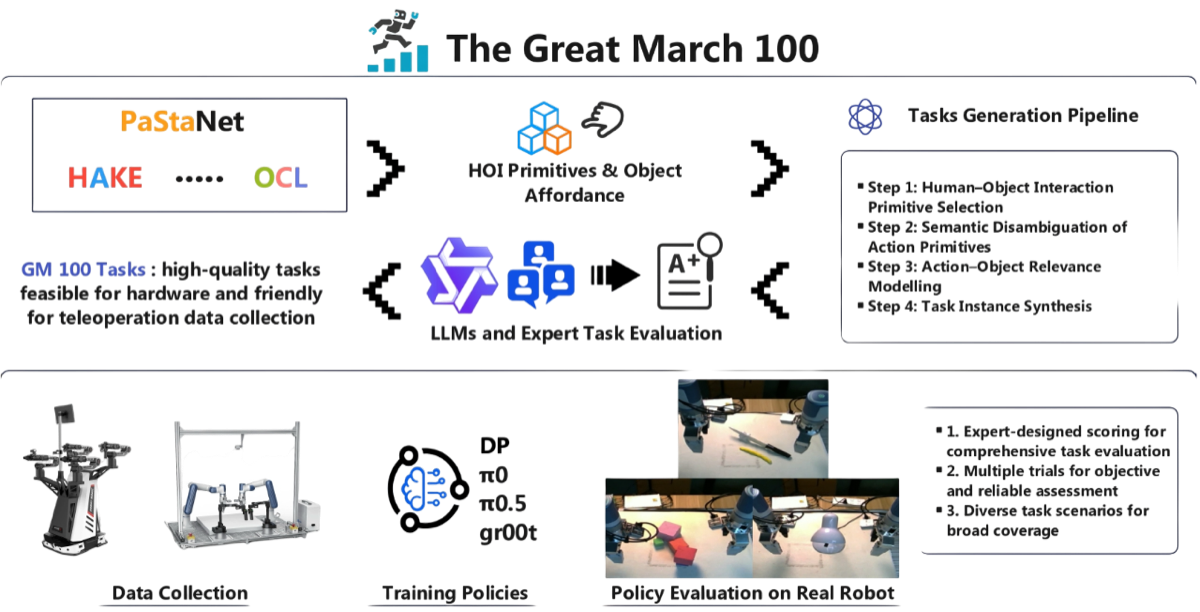 The Great March 100
PaStaNet
HAKE ····· OCL
HOI Primitives & Object
Affordance
Tasks Generation Pipeline
▪ Step 1: Human–Object Interaction
Primitive Selection
▪ Step 2: Semantic Disambiguation of
Action Primitives
▪ Step 3: Action–Object Relevance
Modelling
▪ Step 4: Task Instance Synthesis
A+
LLMs and Expert Task Evaluation
GM 100 Tasks : high-quality tasks
feasible for hardware and friendly
for teleoperation data collection
Data Collection
DP
π0
π0.5
gr00t
Training Policies
Policy Evaluation on Real Robot
▪ 1. Expert-designed scoring for
comprehensive task evaluation
▪ 2. Multiple trials for objective
and reliable assessment
▪ 3. Diverse task scenarios for
broad coverage